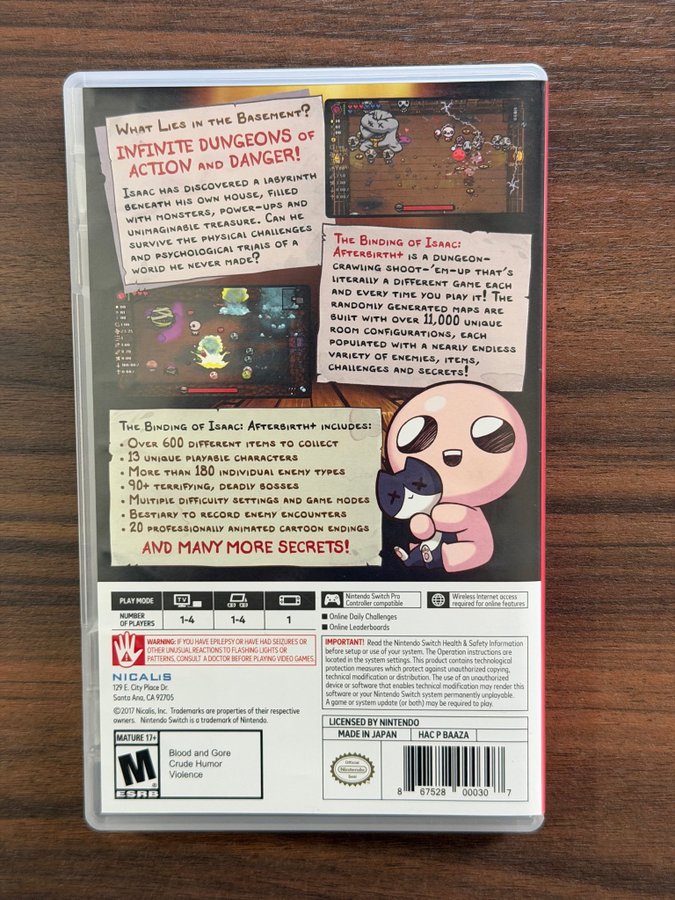 What Lies in the Basement?
INFINITE DUNGEONS OF
ACTION AND DANGER!
Isaac has discovered a labyrinth
beneath his own house, filled
with monsters, power-ups and
unimaginable treasure. Can he
survive the physical challenges
and psychological trials of a
world he never made?
The Binding of Isaac:
Afterbirth+ is a dungeon-
crawling shoot-'em-up that's
literally a different game each
and every time you play it! The
randomly generated maps are
built with over 11,000 unique
room configurations, each
populated with a nearly endless
variety of enemies, items,
challenges and secrets!
The Binding of Isaac: Afterbirth+ includes:
• Over 600 different items to collect
• 13 unique playable characters
• More than 180 individual enemy types
• 90+ terrifying, deadly bosses
• Multiple difficulty settings and game modes
• Bestiary to record enemy encounters
• 20 professionally animated cartoon endings
AND MANY MORE SECRETS!
PLAY MODE
TV
NUMBER
OF PLAYERS
1-4
1-4
1
Nintendo Switch Pro
Controller compatible
Wireless-Internet access
required for online features
■ Online Daily Challenges
■ Online Leaderboards
WARNING: IF YOU HAVE EPILEPSY OR HAVE HAD SEIZURES OR
OTHER UNUSUAL REACTIONS TO FLASHING LIGHTS OR
PATTERNS, CONSULT A DOCTOR BEFORE PLAYING VIDEO GAMES.
IMPORTANT! Read the Nintendo Switch Health & Safety Information
before setup or use of your system. The Operation instructions are
located in the system settings. This product contains technological
protection measures which protect against unauthorized copying,
technical modification or distribution. The use of an unauthorized
device or software that enables technical modification may render this
software or your Nintendo Switch system permanently unplayable.
A game or system update (or both) may be required to play.
NICALIS
129 E. City Place Dr.
Santa Ana, CA 92705
©2017 Nicalis, Inc. Trademarks are properties of their respective
owners. Nintendo Switch is a trademark of Nintendo.
LICENSED BY NINTENDO
MADE IN JAPAN
HAC P BAAZA
MATURE 17+
M
ESRB
Blood and Gore
Crude Humor
Violence
Official
Nintendo
Seal
8 67528 00030 7